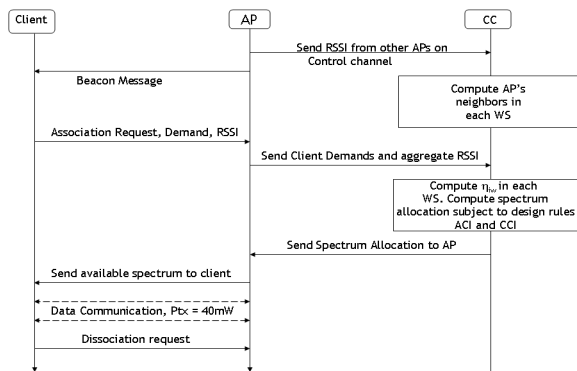 Client
AP
CC
Send RSSI from other APs on
Control channel
Beacon Message
Compute AP's
neighbors in
each WS
Association Request, Demand, RSSI
Send Client Demands and aggregate RSSI
Compute ηiw in each
WS. Compute spectrum
allocation subject to design rules
ACI and CCI
Send Spectrum Allocation to AP
Send available spectrum to client
Data Communication, Ptx = 40mW
Dissociation request